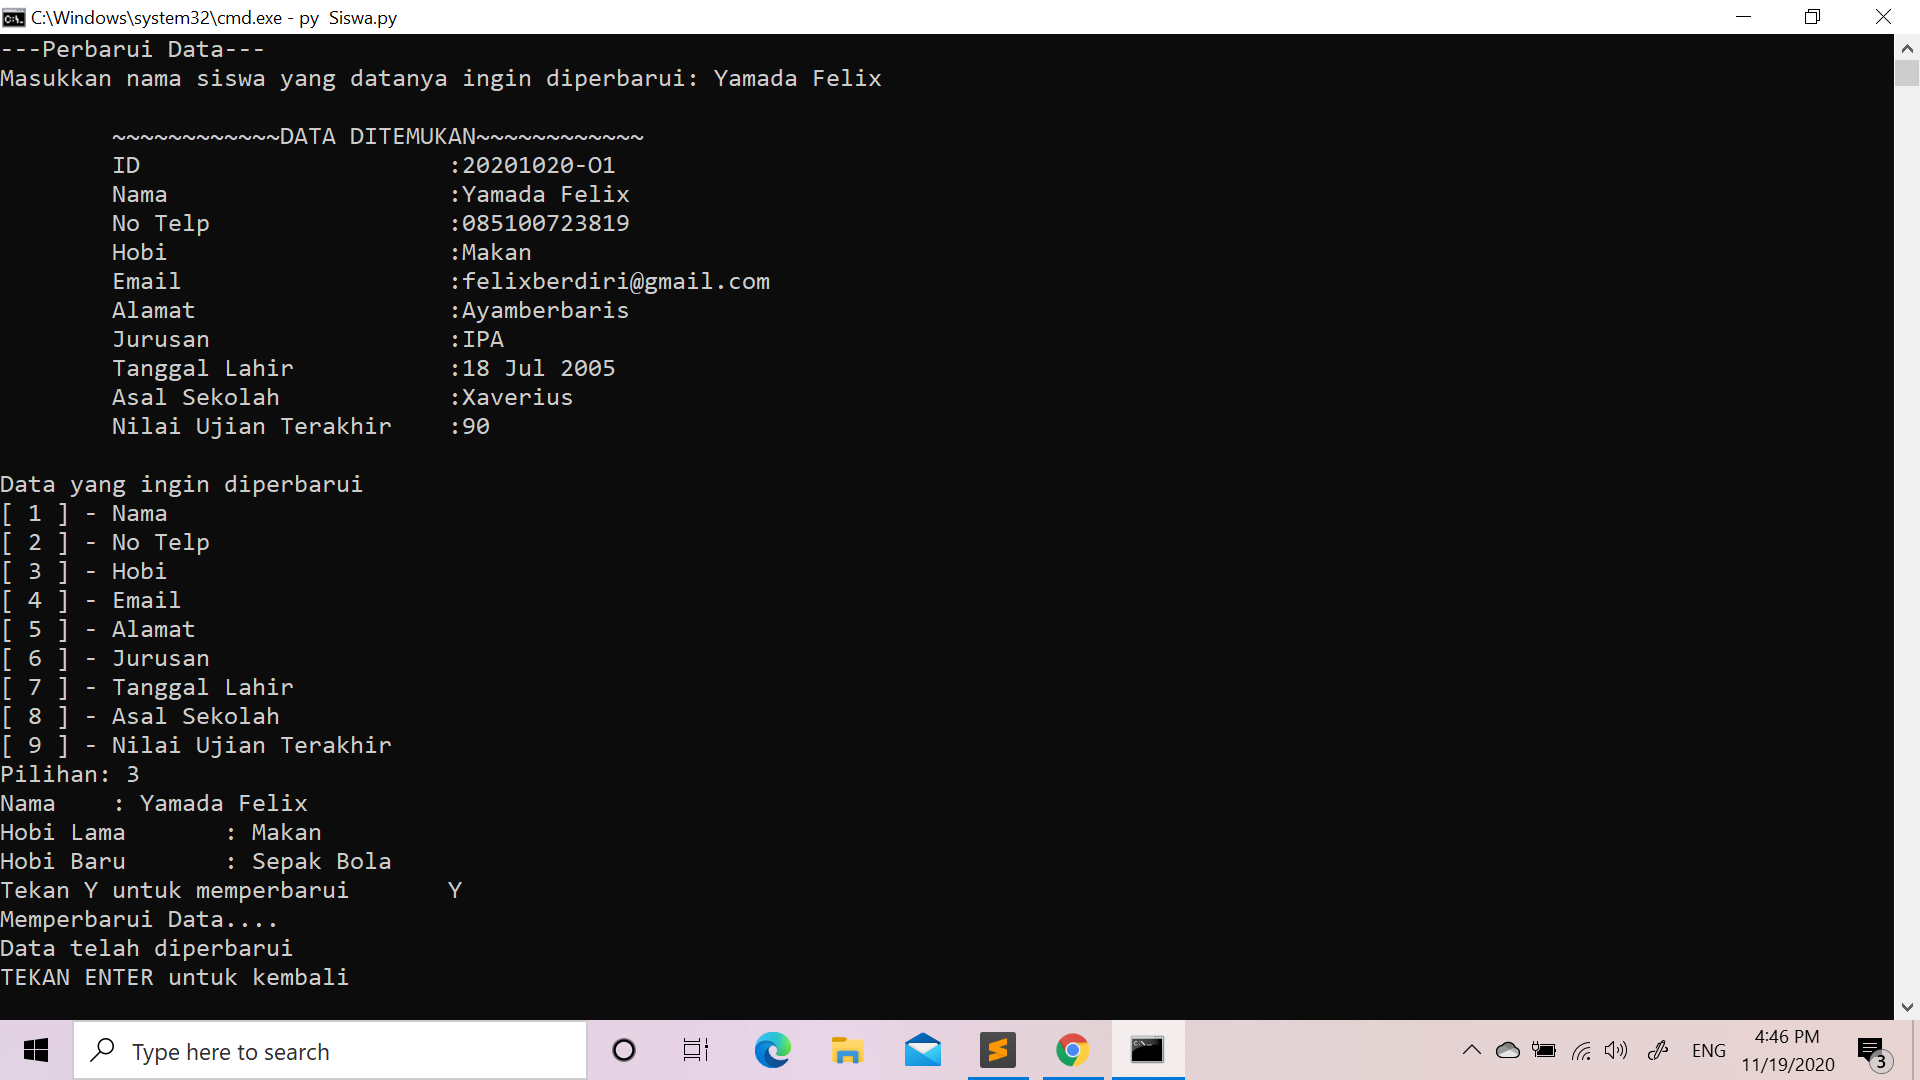 C:\Windows\system32\cmd.exe - py  Siswa.py
---Perbarui Data---
Masukkan nama siswa yang datanya ingin diperbarui: Yamada Felix
~~~~~~~~~~~~DATA DITEMUKAN~~~~~~~~~~~~
ID :20201020-O1
Nama :Yamada Felix
No Telp :085100723819
Hobi :Makan
Email :felixberdiri@gmail.com
Alamat :Ayamberbaris
Jurusan :IPA
Tanggal Lahir :18 Jul 2005
Asal Sekolah :Xaverius
Nilai Ujian Terakhir :90
Data yang ingin diperbarui
[ 1 ] - Nama
[ 2 ] - No Telp
[ 3 ] - Hobi
[ 4 ] - Email
[ 5 ] - Alamat
[ 6 ] - Jurusan
[ 7 ] - Tanggal Lahir
[ 8 ] - Asal Sekolah
[ 9 ] - Nilai Ujian Terakhir
Pilihan: 3
Nama : Yamada Felix
Hobi Lama : Makan
Hobi Baru : Sepak Bola
Tekan Y untuk memperbarui Y
Memperbarui Data....
Data telah diperbarui
TEKAN ENTER untuk kembali
Type here to search
ENG
4:46 PM
11/19/2020
3